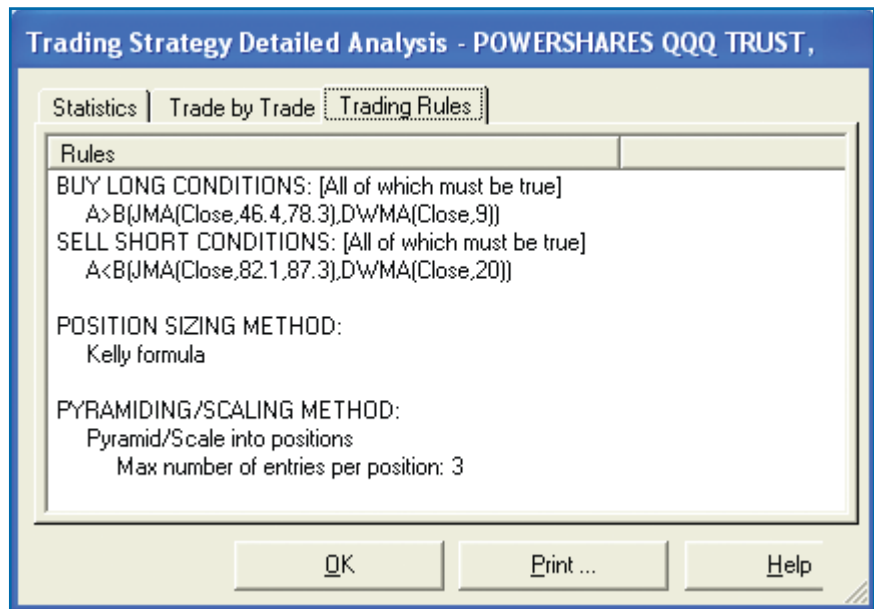 Trading Strategy Detailed Analysis - POWERSHARES QQQ TRUST,
Statistics Trade by Trade Trading Rules
Rules
BUY LONG CONDITIONS: [All of which must be true]
A>B(JMA(Close,46.4,78.3),DWMA(Close,9))
SELL SHORT CONDITIONS: [All of which must be true]
A<B(JMA(Close,82.1,87.3),DWMA(Close,20))
POSITION SIZING METHOD:
Kelly formula
PYRAMIDING/SCALING METHOD:
Pyramid/Scale into positions
Max number of entries per position: 3
OK Print ... Help